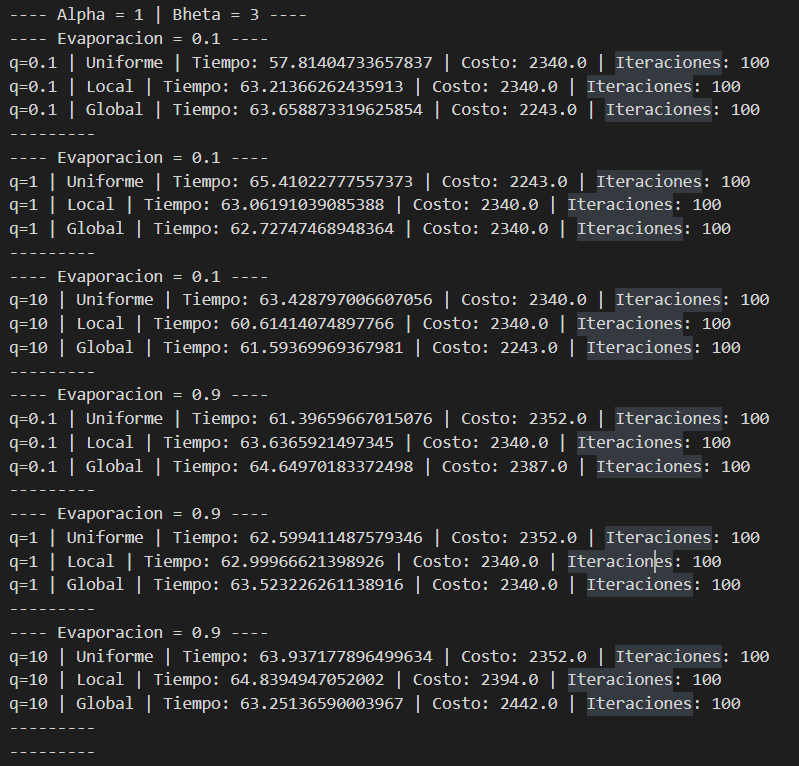 ---- Alpha = 1 | Bheta = 3 ----
---- Evaporacion = 0.1 ----
q=0.1 | Uniforme | Tiempo: 57.81404733657837 | Costo: 2340.0 | Iteraciones: 100
q=0.1 | Local | Tiempo: 63.21366262435913 | Costo: 2340.0 | Iteraciones: 100
q=0.1 | Global | Tiempo: 63.658873319625854 | Costo: 2243.0 | Iteraciones: 100
---------
---- Evaporacion = 0.1 ----
q=1 | Uniforme | Tiempo: 65.41022777557373 | Costo: 2243.0 | Iteraciones: 100
q=1 | Local | Tiempo: 63.06191039085388 | Costo: 2340.0 | Iteraciones: 100
q=1 | Global | Tiempo: 62.72747468948364 | Costo: 2340.0 | Iteraciones: 100
---------
---- Evaporacion = 0.1 ----
q=10 | Uniforme | Tiempo: 63.428797006607056 | Costo: 2340.0 | Iteraciones: 100
q=10 | Local | Tiempo: 60.61414074897766 | Costo: 2340.0 | Iteraciones: 100
q=10 | Global | Tiempo: 61.59369969367981 | Costo: 2243.0 | Iteraciones: 100
---------
---- Evaporacion = 0.9 ----
q=0.1 | Uniforme | Tiempo: 61.39659667015076 | Costo: 2352.0 | Iteraciones: 100
q=0.1 | Local | Tiempo: 63.6365921497345 | Costo: 2340.0 | Iteraciones: 100
q=0.1 | Global | Tiempo: 64.64970183372498 | Costo: 2387.0 | Iteraciones: 100
---------
---- Evaporacion = 0.9 ----
q=1 | Uniforme | Tiempo: 62.599411487579346 | Costo: 2352.0 | Iteraciones: 100
q=1 | Local | Tiempo: 62.99966621398926 | Costo: 2340.0 | Iteraciones: 100
q=1 | Global | Tiempo: 63.523226261138916 | Costo: 2340.0 | Iteraciones: 100
---------
---- Evaporacion = 0.9 ----
q=10 | Uniforme | Tiempo: 63.937177896499634 | Costo: 2352.0 | Iteraciones: 100
q=10 | Local | Tiempo: 64.8394947052002 | Costo: 2394.0 | Iteraciones: 100
q=10 | Global | Tiempo: 63.25136590003967 | Costo: 2442.0 | Iteraciones: 100
---------
---------